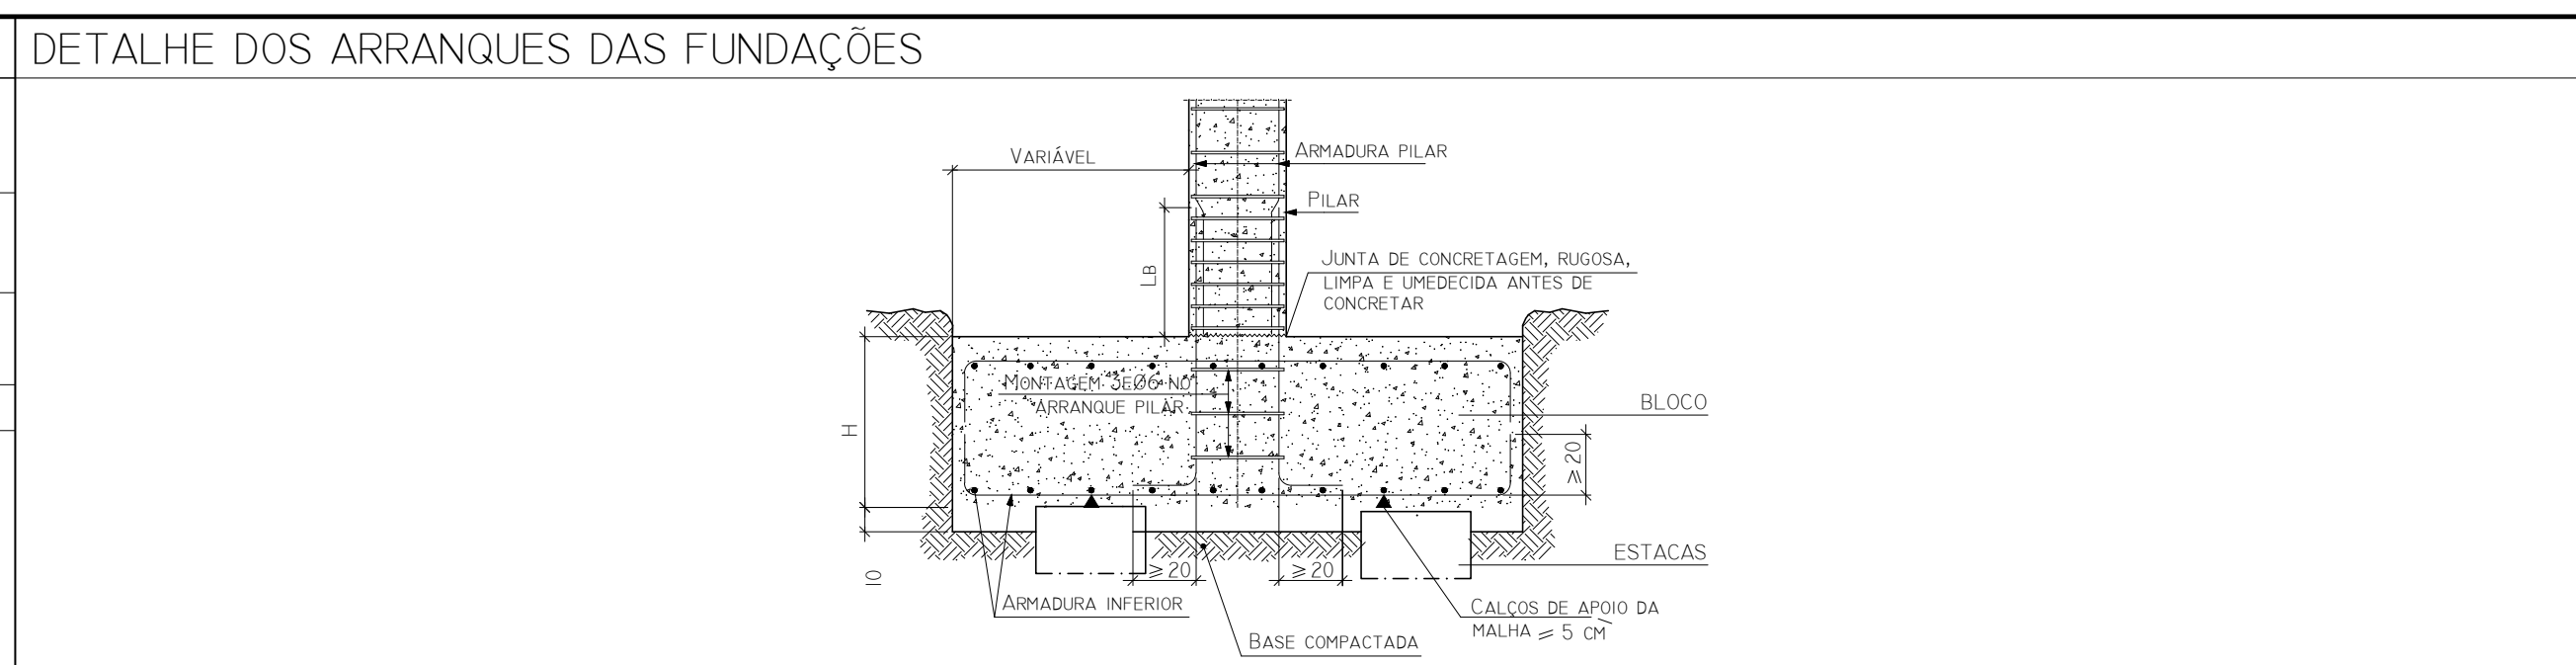 DETALHE DOS ARRANQUES DAS FUNDAÇÕES
VARIÁVEL
ARMADURA PILAR
PILAR
LB
JUNTA DE CONCRETAGEM, RUGOSA,
LIMPA E UMEDECIDA ANTES DE
CONCRETAR
MONTAGEM 3EØ6 NO
ARRANQUE PILAR
BLOCO
H
≥ 20
ESTACAS
10
≥ 20
≥ 20
ARMADURA INFERIOR
CALÇOS DE APOIO DA
MALHA = 5 CM
BASE COMPACTADA